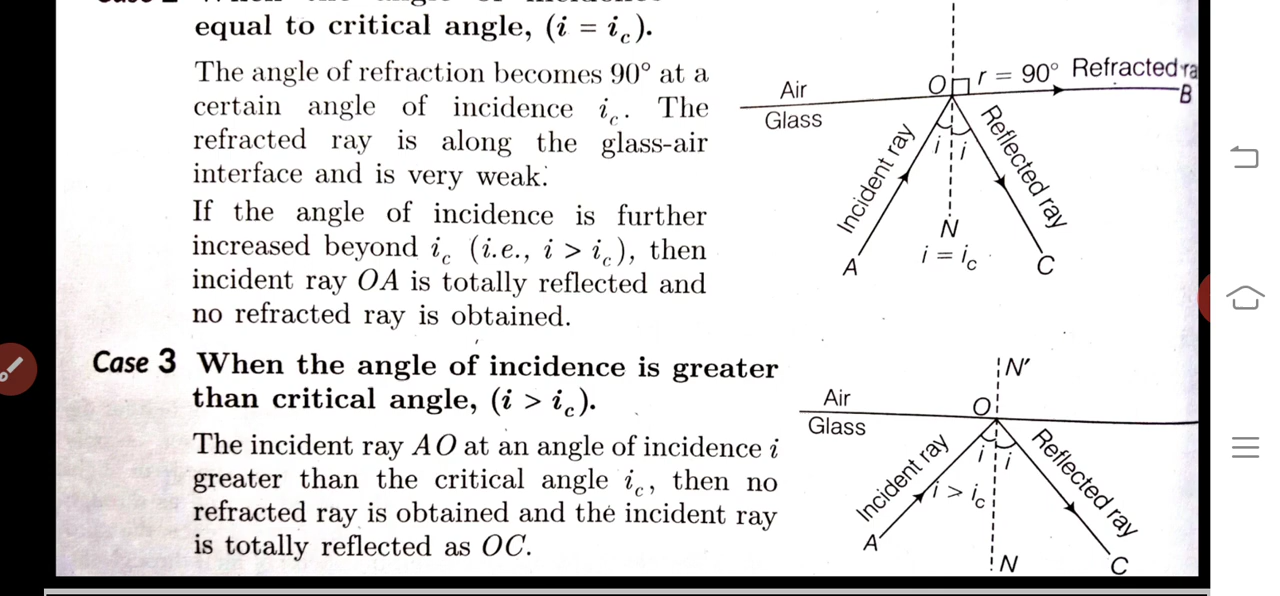 equal to critical angle, (i = i_c).
The angle of refraction becomes 90° at a
certain angle of incidence i_c. The
refracted ray is along the glass-air
interface and is very weak.
If the angle of incidence is further
increased beyond i_c (i.e., i > i_c), then
incident ray OA is totally reflected and
no refracted ray is obtained.
Air
Glass
O
r = 90°
Refracted ra
B
Incident ray
i
i
Reflected ray
N
i = i_c
A
C
Case 3 When the angle of incidence is greater
than critical angle, (i > i_c).
The incident ray AO at an angle of incidence i
greater than the critical angle i_c, then no
refracted ray is obtained and the incident ray
is totally reflected as OC.
N′
Air
Glass
O
Incident ray
i
i
Reflected ray
i > i_c
A
N
C